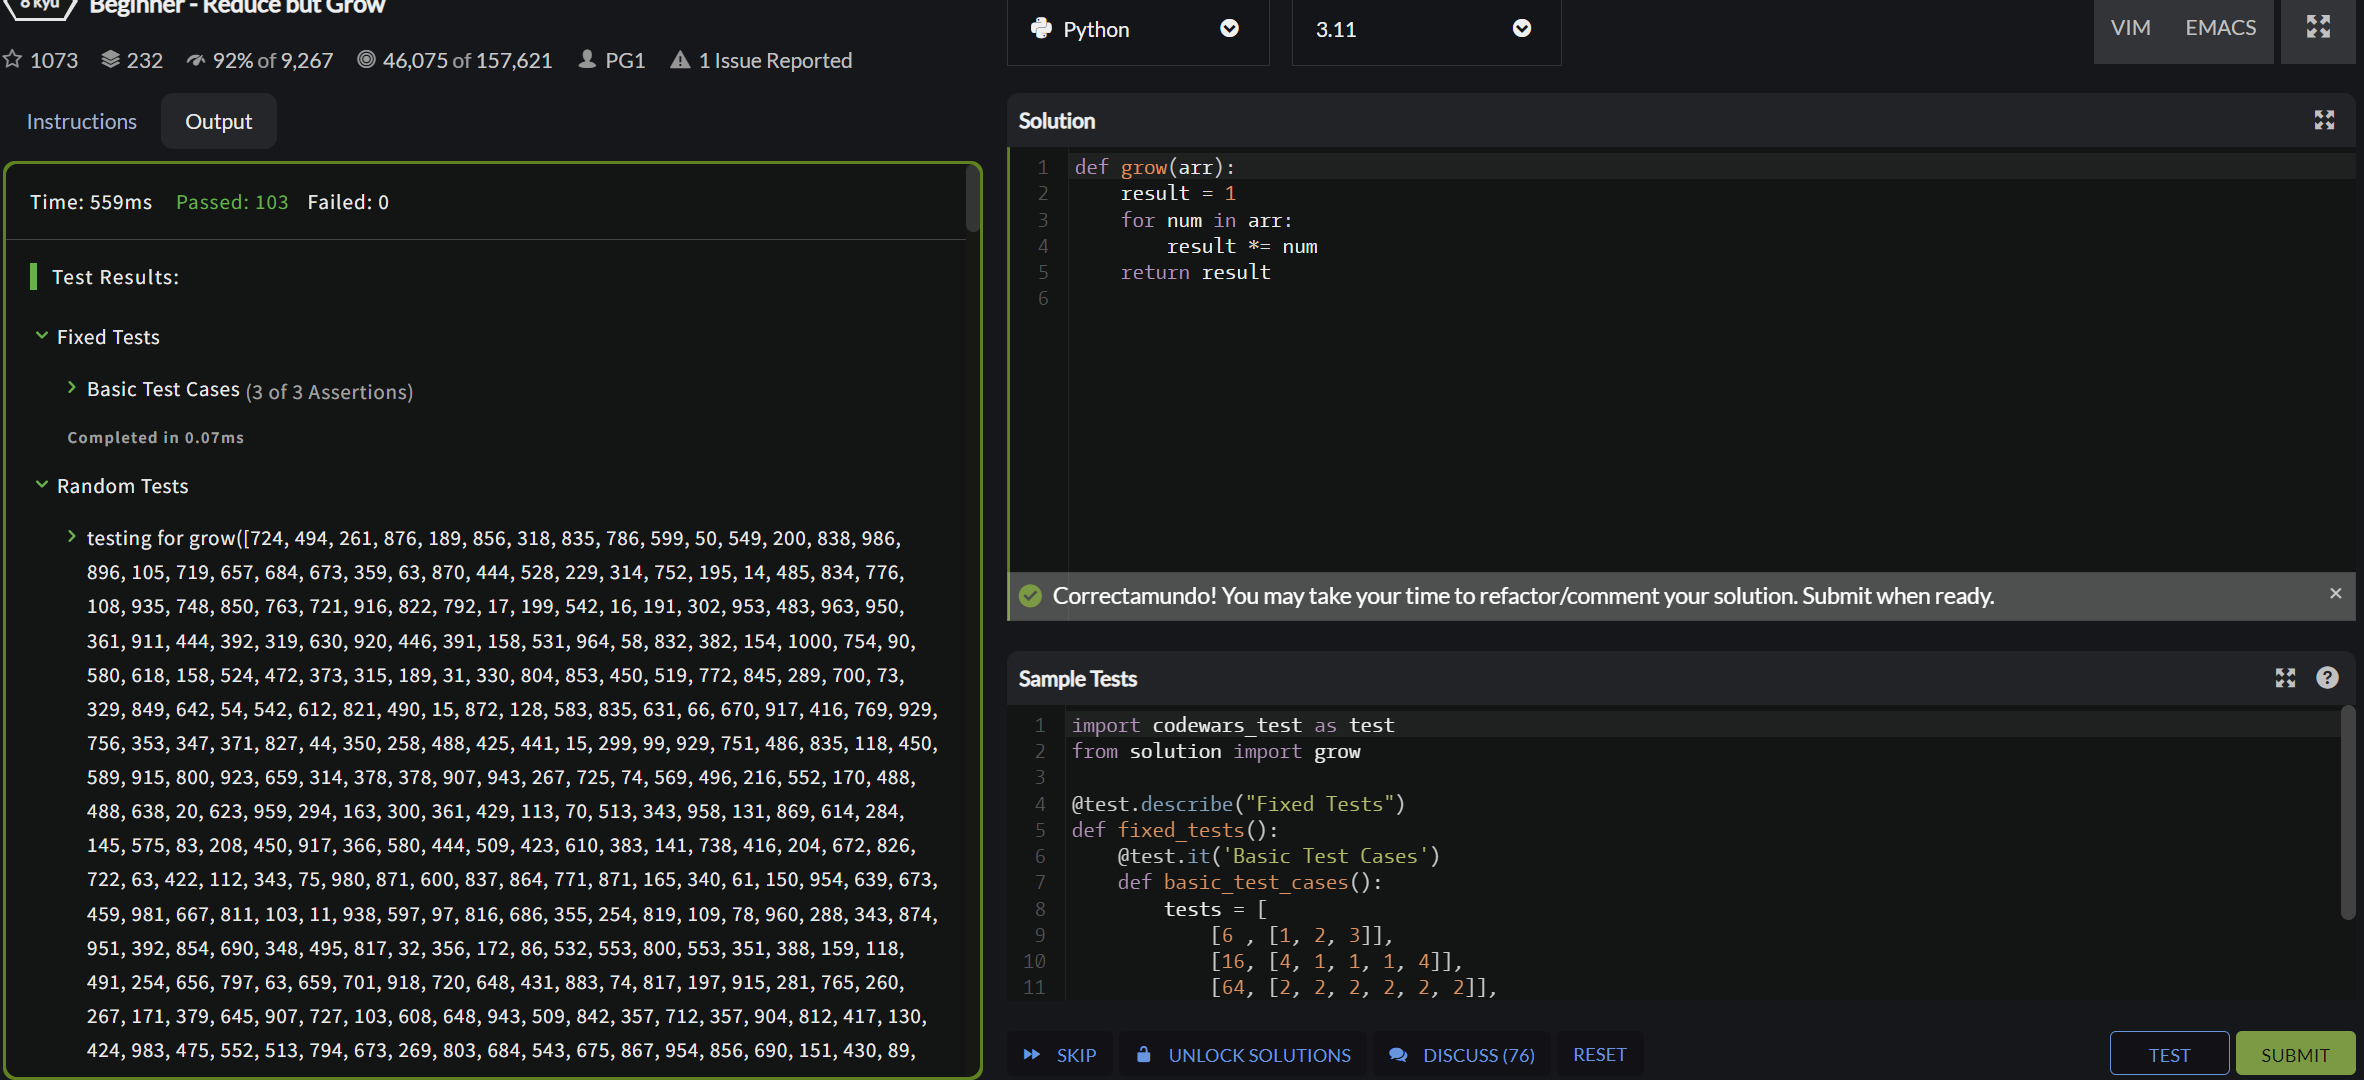 8 kyu Beginner - Reduce but Grow
1073 232 92% of 9,267 46,075 of 157,621 PG1 1 Issue Reported
Instructions Output
Time: 559ms Passed: 103 Failed: 0
Test Results:
Fixed Tests
Basic Test Cases (3 of 3 Assertions)
Completed in 0.07ms
Random Tests
testing for grow([724, 494, 261, 876, 189, 856, 318, 835, 786, 599, 50, 549, 200, 838, 986,
896, 105, 719, 657, 684, 673, 359, 63, 870, 444, 528, 229, 314, 752, 195, 14, 485, 834, 776,
108, 935, 748, 850, 763, 721, 916, 822, 792, 17, 199, 542, 16, 191, 302, 953, 483, 963, 950,
361, 911, 444, 392, 319, 630, 920, 446, 391, 158, 531, 964, 58, 832, 382, 154, 1000, 754, 90,
580, 618, 158, 524, 472, 373, 315, 189, 31, 330, 804, 853, 450, 519, 772, 845, 289, 700, 73,
329, 849, 642, 54, 542, 612, 821, 490, 15, 872, 128, 583, 835, 631, 66, 670, 917, 416, 769, 929,
756, 353, 347, 371, 827, 44, 350, 258, 488, 425, 441, 15, 299, 99, 929, 751, 486, 835, 118, 450,
589, 915, 800, 923, 659, 314, 378, 378, 907, 943, 267, 725, 74, 569, 496, 216, 552, 170, 488,
488, 638, 20, 623, 959, 294, 163, 300, 361, 429, 113, 70, 513, 343, 958, 131, 869, 614, 284,
145, 575, 83, 208, 450, 917, 366, 580, 444, 509, 423, 610, 383, 141, 738, 416, 204, 672, 826,
722, 63, 422, 112, 343, 75, 980, 871, 600, 837, 864, 771, 871, 165, 340, 61, 150, 954, 639, 673,
459, 981, 667, 811, 103, 11, 938, 597, 97, 816, 686, 355, 254, 819, 109, 78, 960, 288, 343, 874,
951, 392, 854, 690, 348, 495, 817, 32, 356, 172, 86, 532, 553, 800, 553, 351, 388, 159, 118,
491, 254, 656, 797, 63, 659, 701, 918, 720, 648, 431, 883, 74, 817, 197, 915, 281, 765, 260,
267, 171, 379, 645, 907, 727, 103, 608, 648, 943, 509, 842, 357, 712, 357, 904, 812, 417, 130,
424, 983, 475, 552, 513, 794, 673, 269, 803, 684, 543, 675, 867, 954, 856, 690, 151, 430, 89,
Python 3.11 VIM EMACS
Solution
1 def grow(arr):
2 result = 1
3 for num in arr:
4 result *= num
5 return result
6
Correctamundo! You may take your time to refactor/comment your solution. Submit when ready. ×
Sample Tests ?
1 import codewars_test as test
2 from solution import grow
3
4 @test.describe("Fixed Tests")
5 def fixed_tests():
6 @test.it('Basic Test Cases')
7 def basic_test_cases():
8 tests = [
9 [6 , [1, 2, 3]],
10 [16, [4, 1, 1, 1, 4]],
11 [64, [2, 2, 2, 2, 2, 2]],
SKIP UNLOCK SOLUTIONS DISCUSS (76) RESET TEST SUBMIT